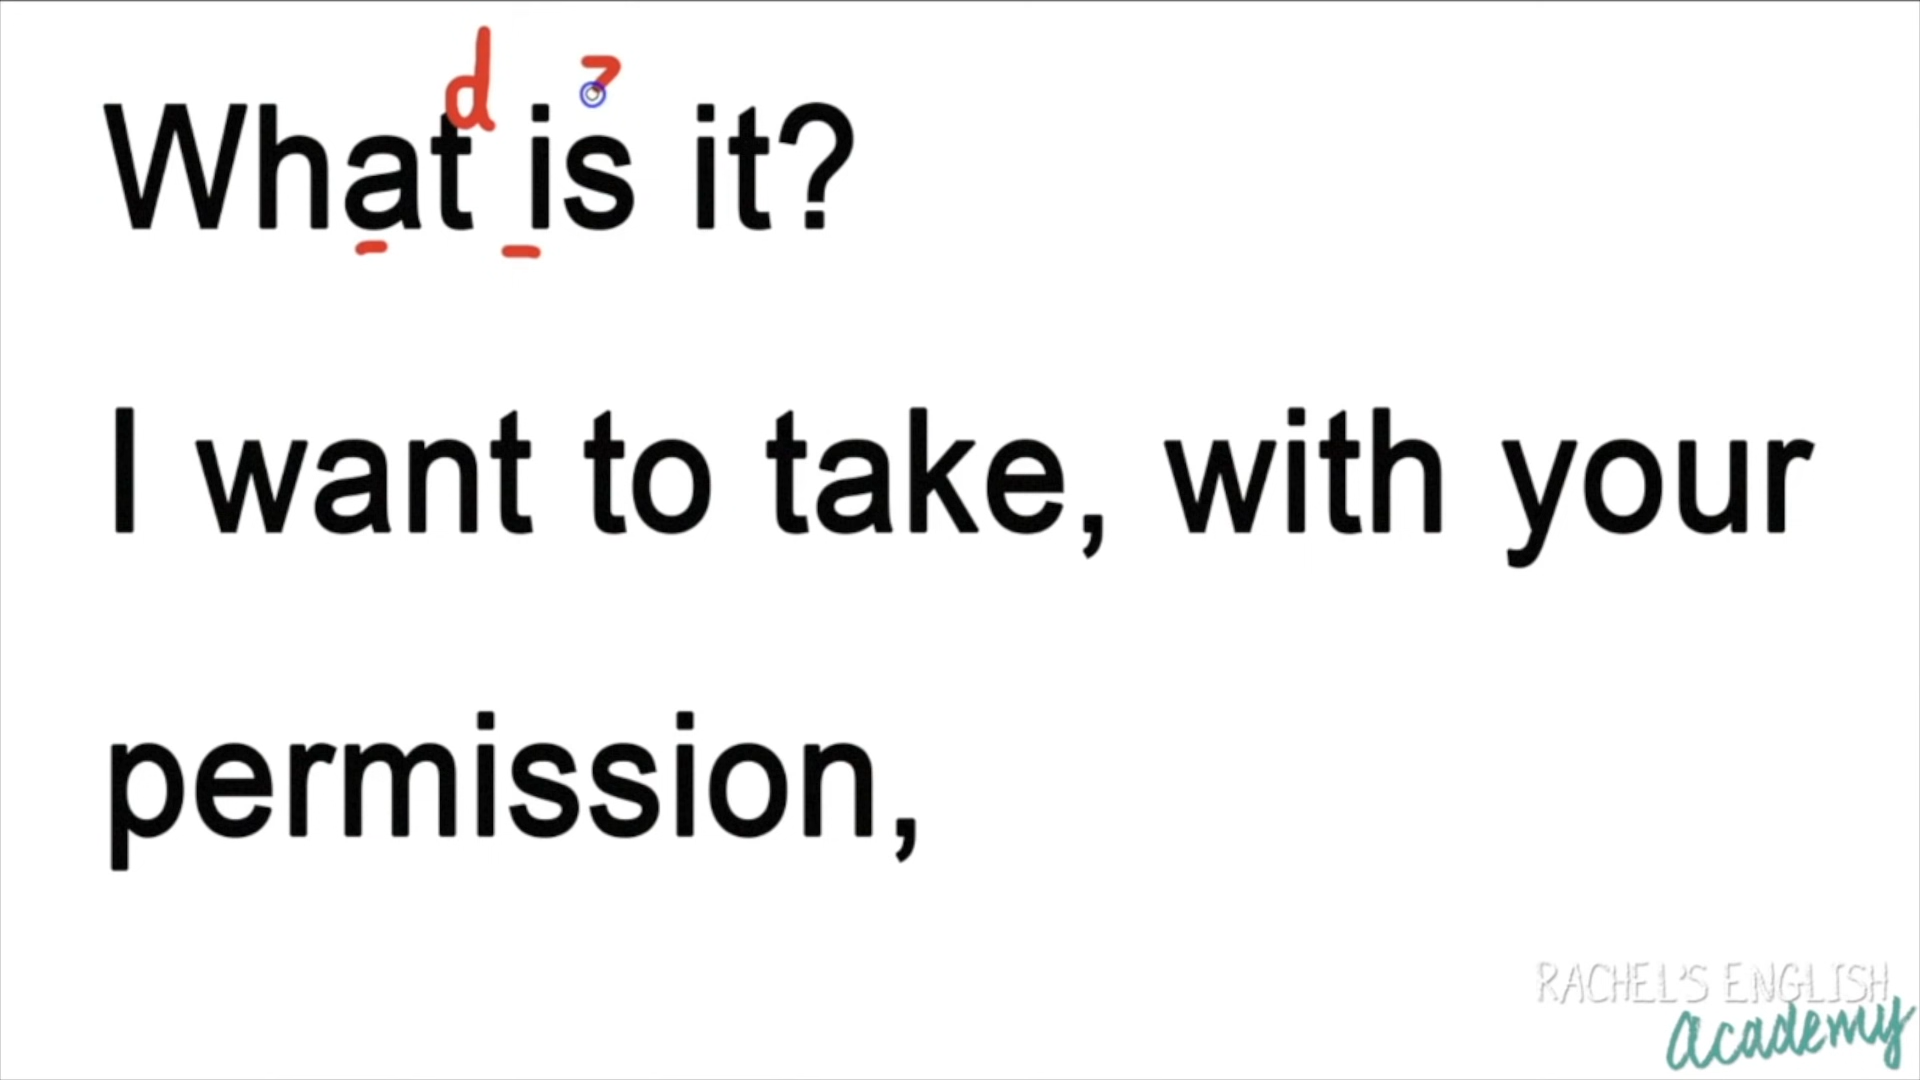 d
What is it?
I want to take, with your
permission,
RACHEL'S ENGLISH
academy